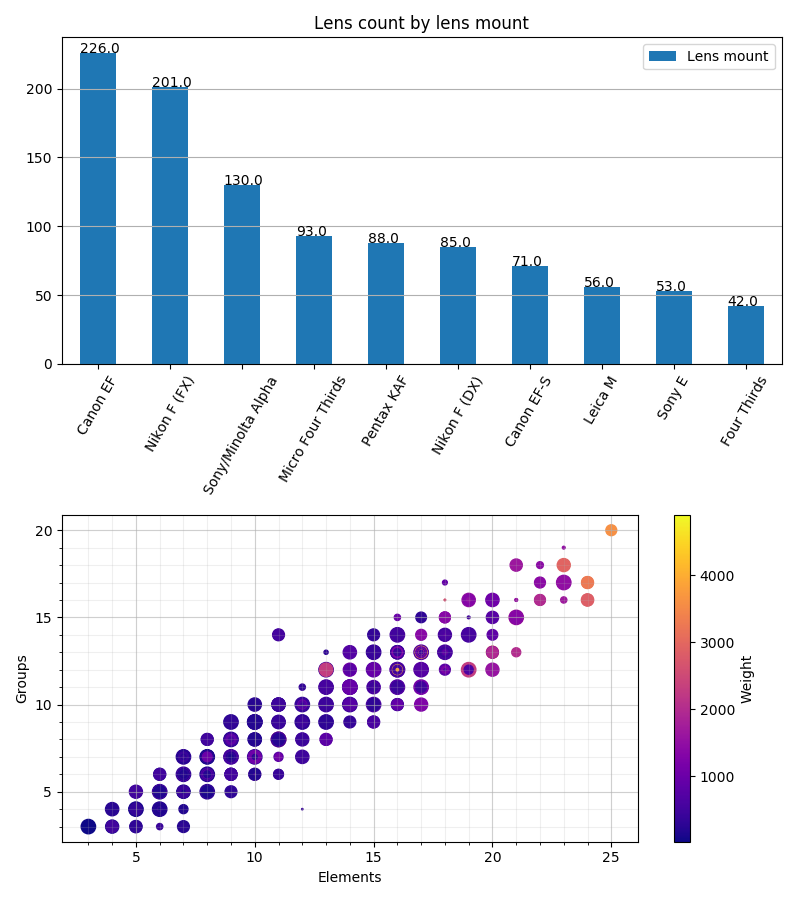 Lens count by lens mount
Lens mount
226.0
201.0
130.0
93.0
88.0
85.0
71.0
56.0
53.0
42.0
200
150
100
50
0
Canon EF
Nikon F (FX)
Sony/Minolta Alpha
Micro Four Thirds
Pentax KAF
Nikon F (DX)
Canon EF-S
Leica M
Sony E
Four Thirds
20
15
10
5
Groups
5
10
15
20
25
Elements
4000
3000
2000
1000
Weight